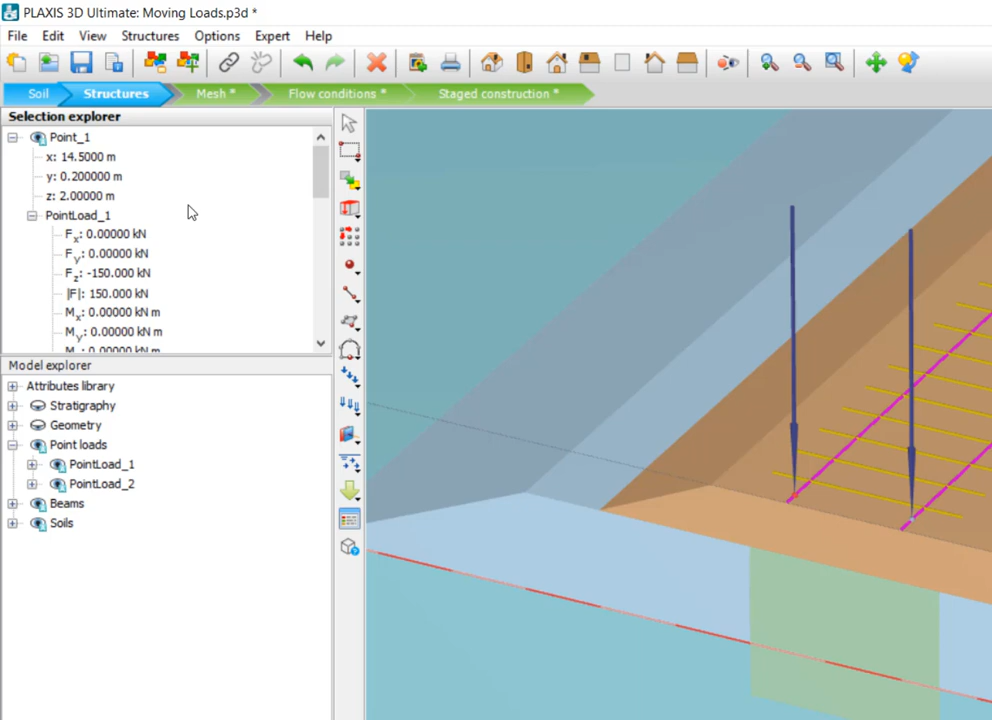 PLAXIS 3D Ultimate: Moving Loads.p3d *
File Edit View Structures Options Expert Help
Soil Structures Mesh * Flow conditions * Staged construction *
Selection explorer
Point_1
x: 14.5000 m
y: 0.200000 m
z: 2.00000 m
PointLoad_1
Fx: 0.00000 kN
Fy: 0.00000 kN
Fz: -150.000 kN
|F|: 150.000 kN
Mx: 0.00000 kN m
My: 0.00000 kN m
Model explorer
Attributes library
Stratigraphy
Geometry
Point loads
PointLoad_1
PointLoad_2
Beams
Soils